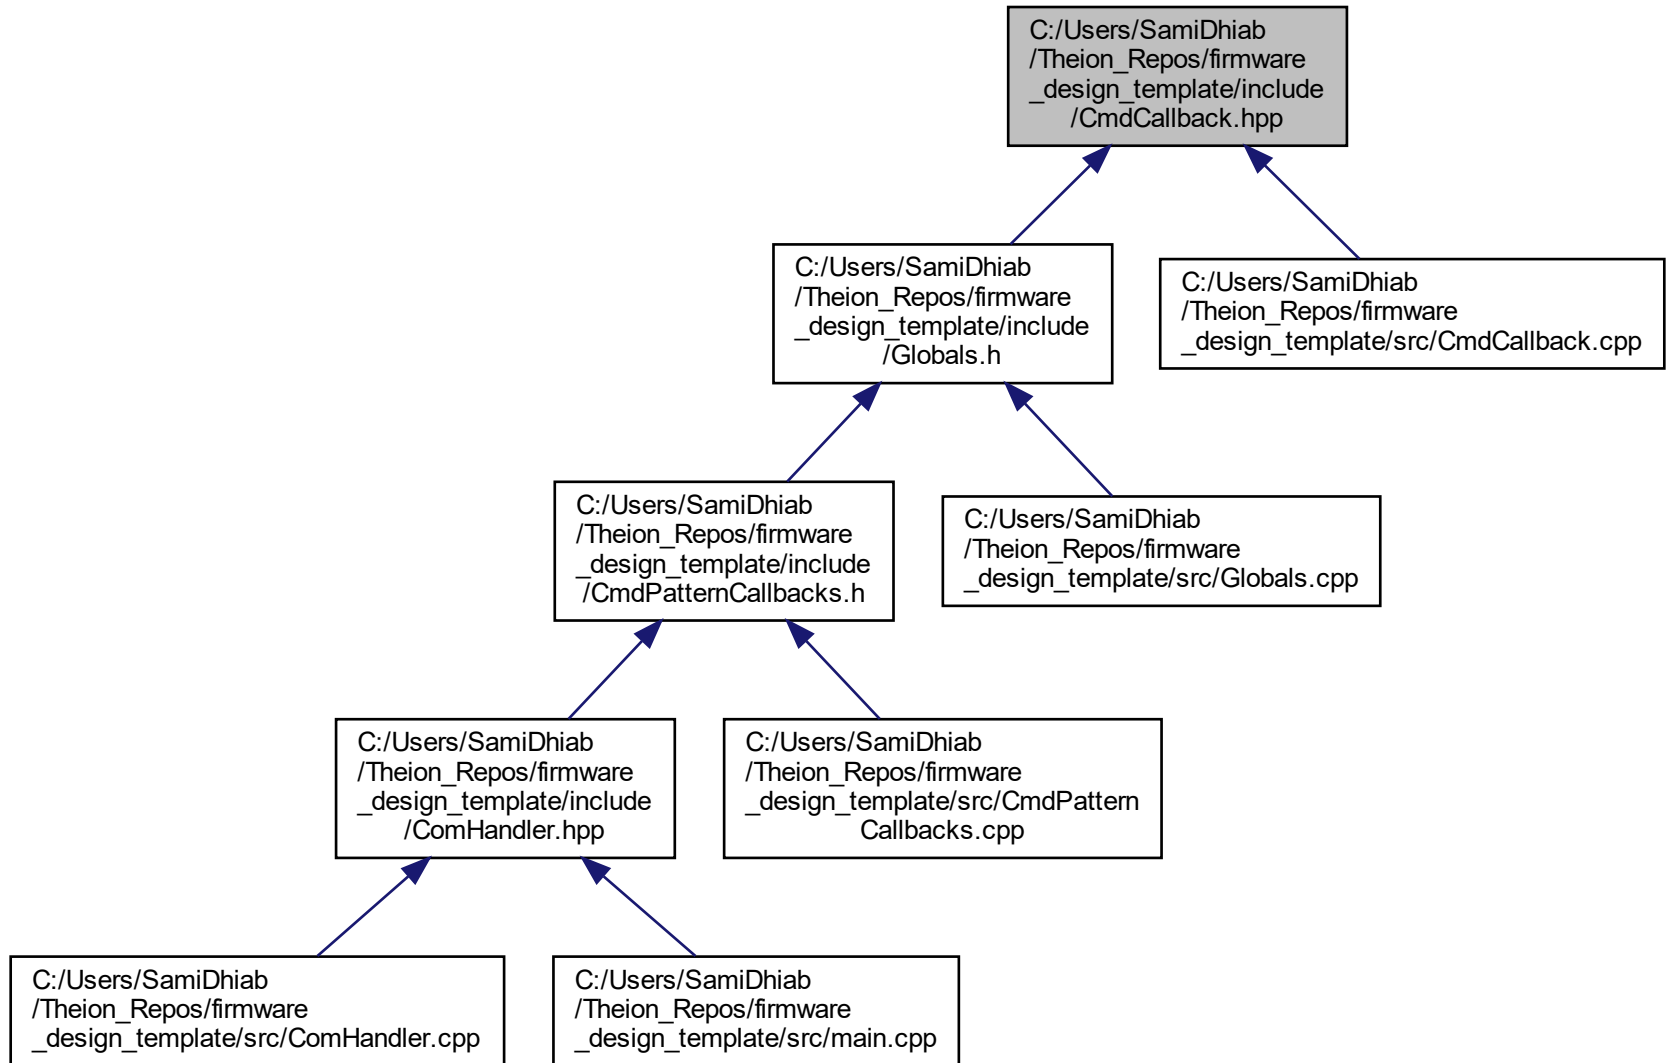 C:/Users/SamiDhiab
/Theion_Repos/firmware
_design_template/include
/CmdCallback.hpp
C:/Users/SamiDhiab
/Theion_Repos/firmware
_design_template/include
/Globals.h
C:/Users/SamiDhiab
/Theion_Repos/firmware
_design_template/src/CmdCallback.cpp
C:/Users/SamiDhiab
/Theion_Repos/firmware
_design_template/include
/CmdPatternCallbacks.h
C:/Users/SamiDhiab
/Theion_Repos/firmware
_design_template/src/Globals.cpp
C:/Users/SamiDhiab
/Theion_Repos/firmware
_design_template/include
/ComHandler.hpp
C:/Users/SamiDhiab
/Theion_Repos/firmware
_design_template/src/CmdPattern
Callbacks.cpp
C:/Users/SamiDhiab
/Theion_Repos/firmware
_design_template/src/ComHandler.cpp
C:/Users/SamiDhiab
/Theion_Repos/firmware
_design_template/src/main.cpp